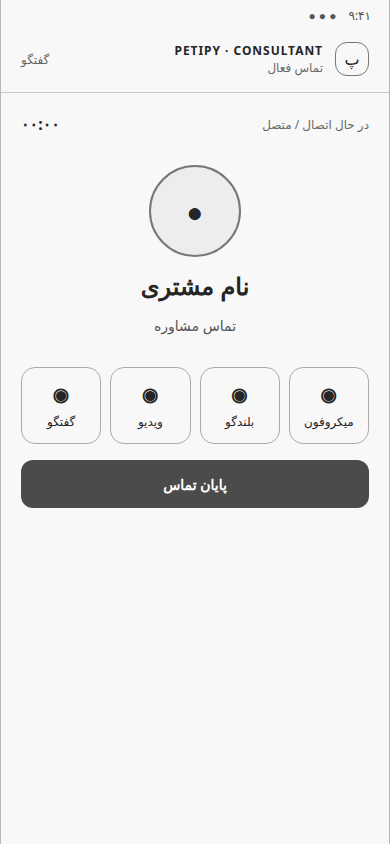 ۹:۴۱
پ
PETIPY · CONSULTANT
تماس فعال
گفتگو
در حال اتصال / متصل
۰۰:۰۰
نام مشتری
تماس مشاوره
میکروفون
بلندگو
ویدیو
گفتگو
پایان تماس